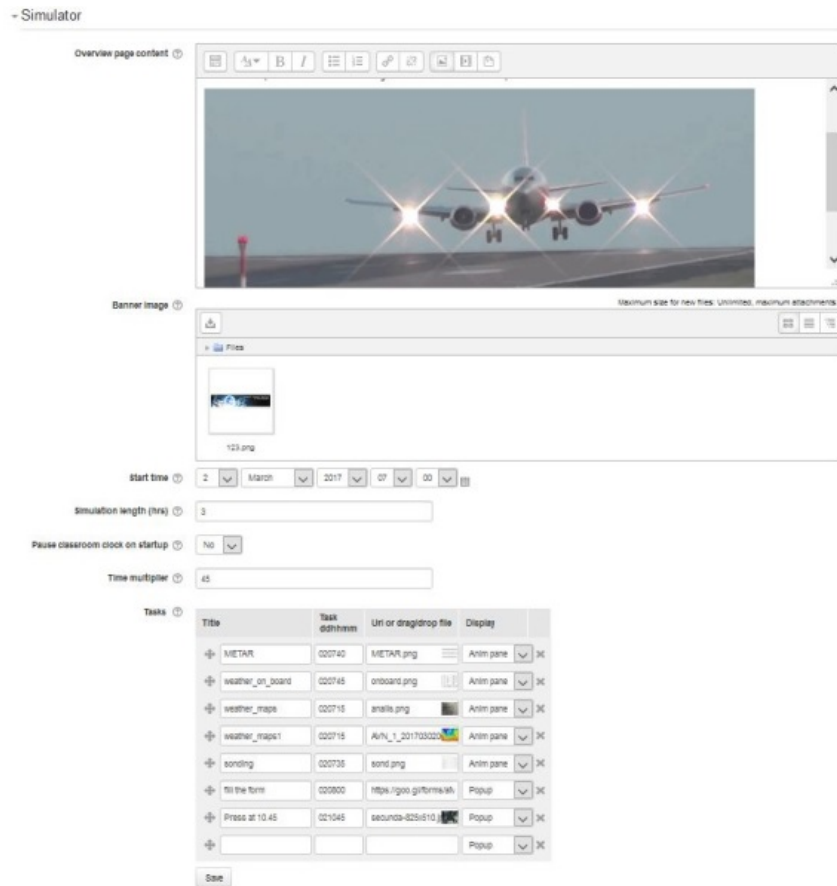 Simulator
Overview page content
B I
Banner image
Maximum size for new files: Unlimited, maximum attachments
Files
123.png
Start time 2 March 2017 07 00
Simulation length (hrs) 3
Pause classroom clock on startup No
Time multiplier 45
Tasks
Title Task ddhhmm Url or drag/drop file Display
METAR 020740 METAR.png Anim pane
weather_on_board 020745 onboard.png Anim pane
weather_maps 020715 Anim pane
weather_maps1 020715 AVN_1_201703020 Anim pane
sonding 020735 sond.png Anim pane
fill the form 020800 Popup
Press at 10.45 021045 Popup
Popup
Save